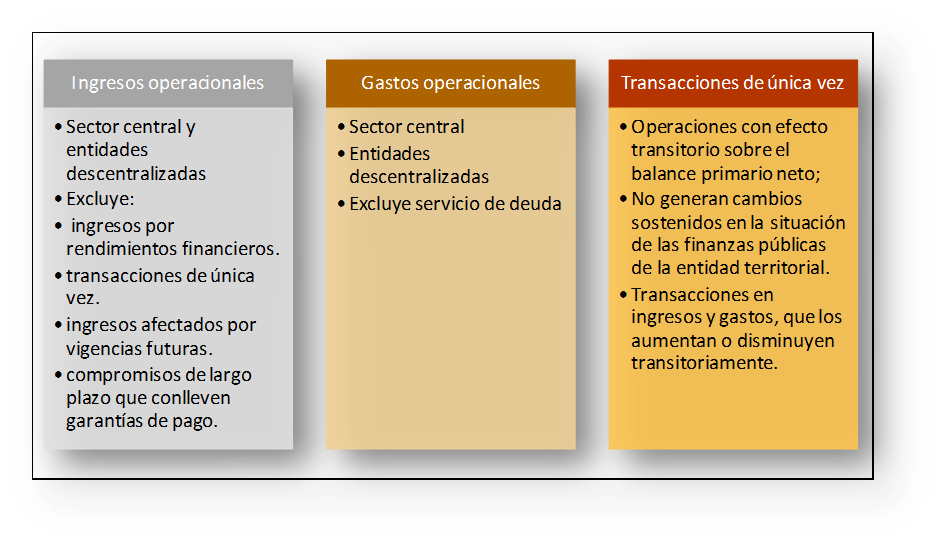 Ingresos operacionales
• Sector central y
entidades
descentralizadas
• Excluye:
• ingresos por
rendimientos financieros.
• transacciones de única
vez.
• ingresos afectados por
vigencias futuras.
• compromisos de largo
plazo que conlleven
garantías de pago.
Gastos operacionales
• Sector central
• Entidades
descentralizadas
• Excluye servicio de deuda
Transacciones de única vez
• Operaciones con efecto
transitorio sobre el
balance primario neto;
• No generan cambios
sostenidos en la situación
de las finanzas públicas
de la entidad territorial.
• Transacciones en
ingresos y gastos, que los
aumentan o disminuyen
transitoriamente.